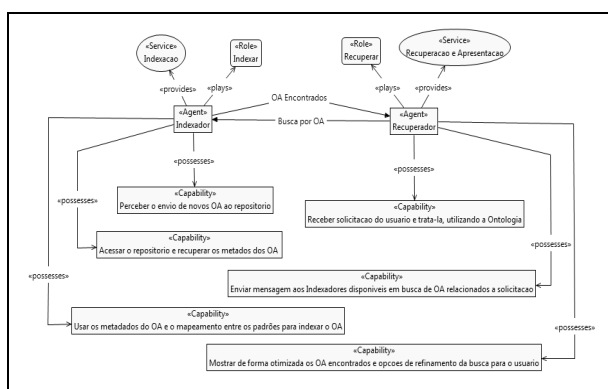 «Service»
Indexacao
«Role»
Indexar
«Role»
Recuperar
«Service»
Recuperacao e Apresentacao
«provides»
«plays»
«plays»
«provides»
OA Encontrados
«Agent»
Indexador
Busca por OA
«Agent»
Recuperador
«possesses»
«possesses»
«possesses»
«possesses»
«Capability»
Perceber o envio de novos OA ao repositorio
«Capability»
Receber solicitacao do usuario e trata-la, utilizando a Ontologia
«Capability»
Acessar o repositorio e recuperar os metados dos OA
«possesses»
«Capability»
Enviar mensagem aos Indexadores disponiveis em busca de OA relacionados a solicitacao
«Capability»
Usar os metadados do OA e o mapeamento entre os padrões para indexar o OA
«possesses»
«Capability»
Mostrar de forma otimizada os OA encontrados e opcoes de refinamento da busca para o usuario